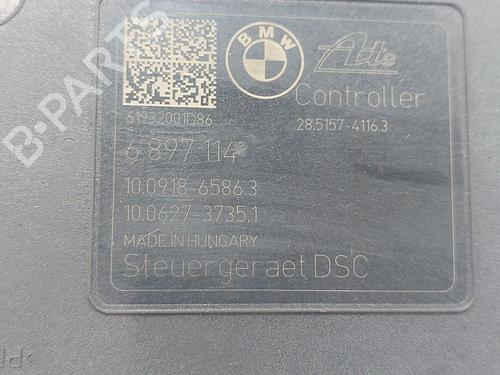 BMW
Ate
Controller
61932001D86
28.5157-4116.3
6 897 114
10.0918-6586.3
10.0627-3735.1
MADE IN HUNGARY
Steuergeraet DSC
B-PARTS